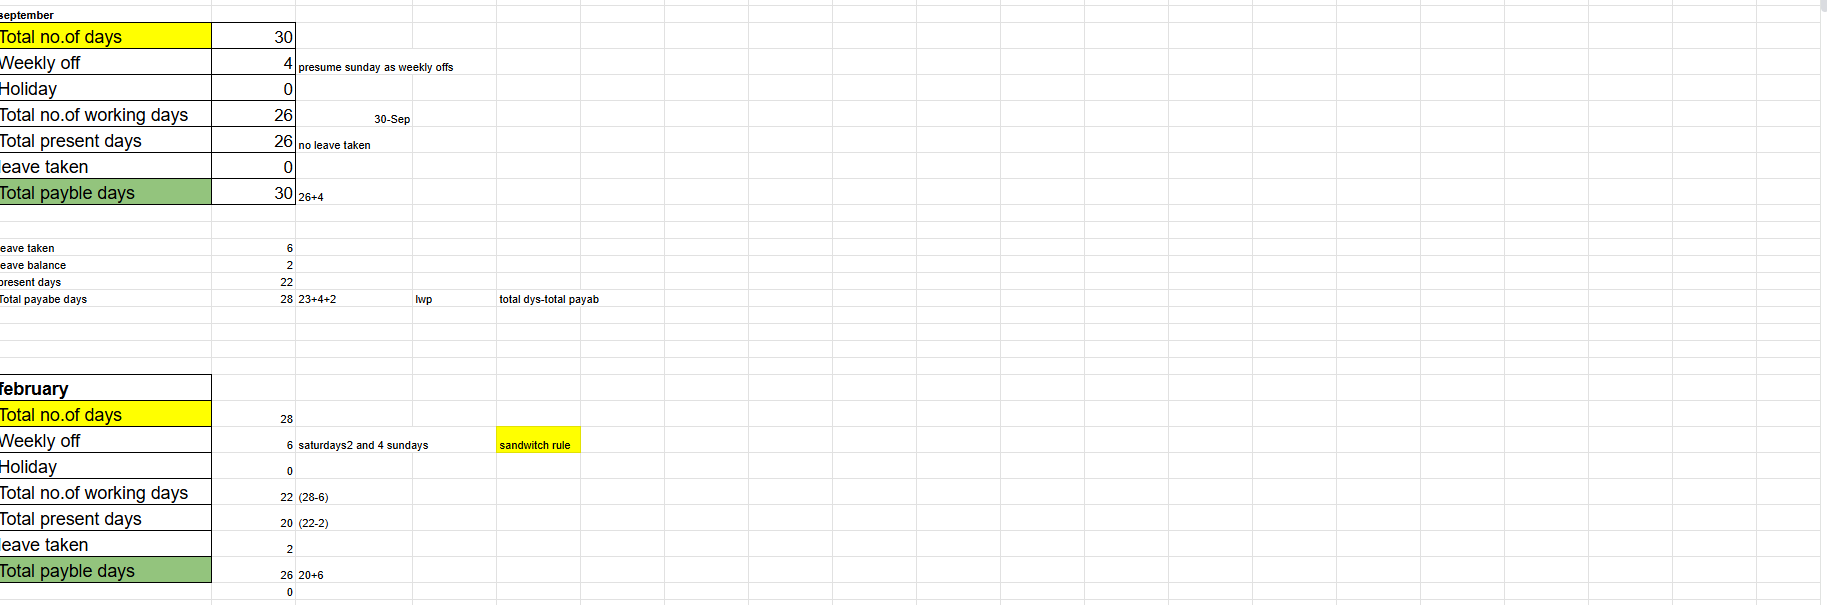 september
Total no.of days 30
Weekly off 4 presume sunday as weekly offs
Holiday 0
Total no.of working days 26 30-Sep
Total present days 26 no leave taken
leave taken 0
Total payble days 30 26+4
eave taken 6
eave balance 2
present days 22
Total payabe days 28 23+4+2 lwp total dys-total payab
february
Total no.of days 28
Weekly off 6 saturdays2 and 4 sundays sandwitch rule
Holiday 0
Total no.of working days 22 (28-6)
Total present days 20 (22-2)
leave taken 2
Total payble days 26 20+6
0